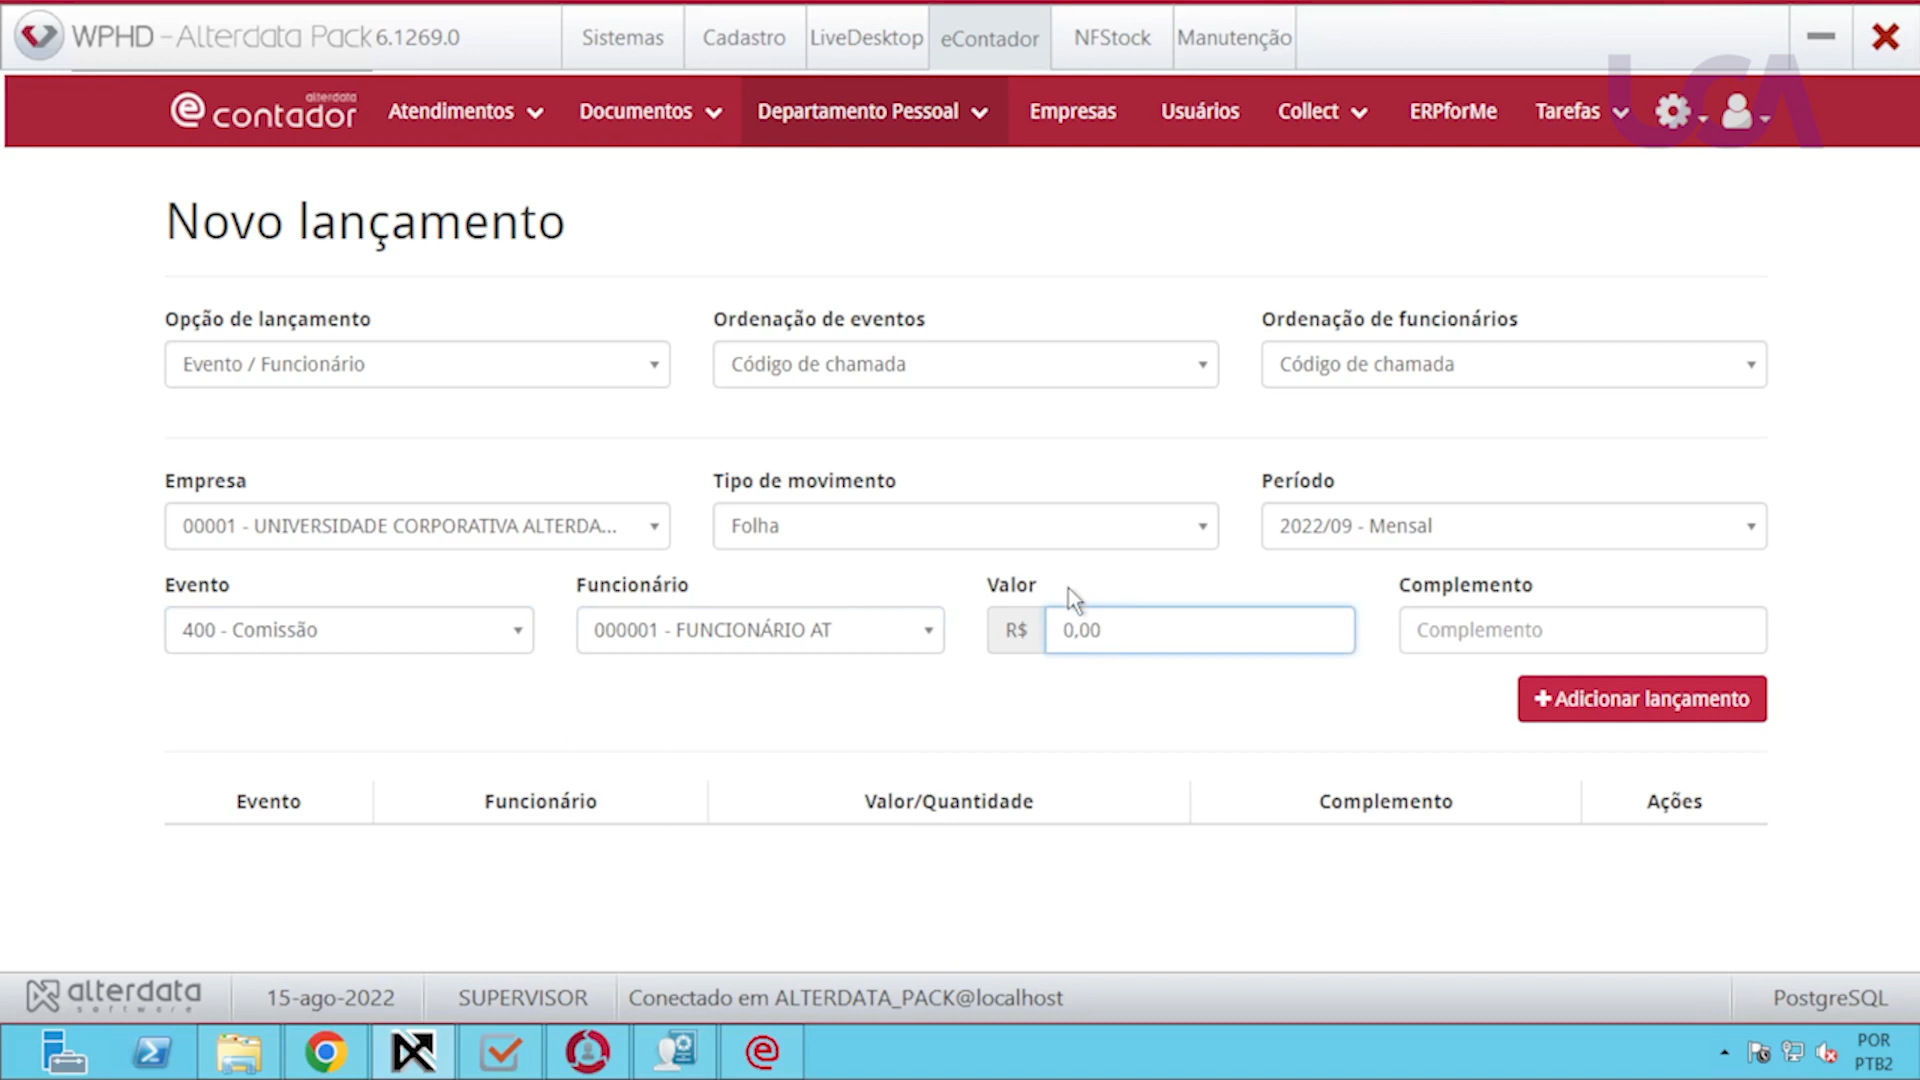 WPHD - Alterdata Pack 6.1269.0
Sistemas
Cadastro
LiveDesktop
eContador
NFStock
Manutenção
UCA
e contador alterdata
Atendimentos
Documentos
Departamento Pessoal
Empresas
Usuários
Collect
ERPforMe
Tarefas
Novo lançamento
Opção de lançamento
Ordenação de eventos
Ordenação de funcionários
Evento / Funcionário
Código de chamada
Código de chamada
Empresa
Tipo de movimento
Período
00001 - UNIVERSIDADE CORPORATIVA ALTERDA...
Folha
2022/09 - Mensal
Evento
Funcionário
Valor
Complemento
400 - Comissão
000001 - FUNCIONÁRIO AT
R$ 0,00
Complemento
+ Adicionar lançamento
Evento
Funcionário
Valor/Quantidade
Complemento
Ações
alterdata
software
15-ago-2022
SUPERVISOR
Conectado em ALTERDATA_PACK@localhost
PostgreSQL
POR
PTB2